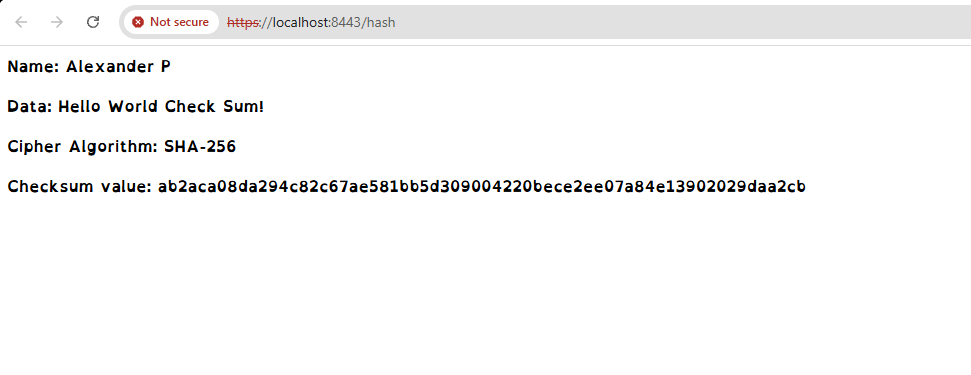 Not secure https://localhost:8443/hash
Name: Alexander P
Data: Hello World Check Sum!
Cipher Algorithm: SHA-256
Checksum value: ab2aca08da294c82c67ae581bb5d309004220bece2ee07a84e13902029daa2cb